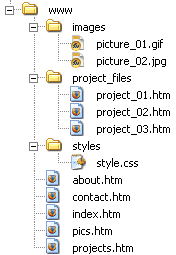 www
images
picture_01.gif
picture_02.jpg
project_files
project_01.htm
project_02.htm
project_03.htm
styles
style.css
about.htm
contact.htm
index.htm
pics.htm
projects.htm